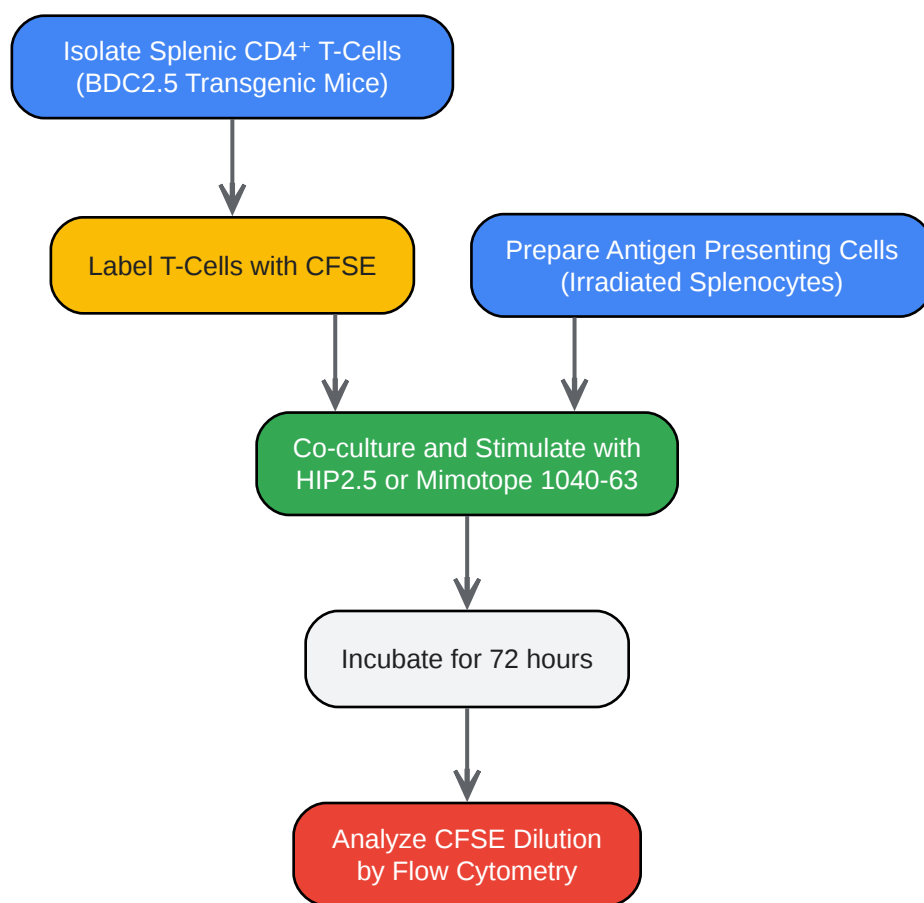 Isolate Splenic CD4⁺ T-Cells
(BDC2.5 Transgenic Mice)
Label T-Cells with CFSE
Prepare Antigen Presenting Cells
(Irradiated Splenocytes)
Co-culture and Stimulate with
HIP2.5 or Mimotope 1040-63
Incubate for 72 hours
Analyze CFSE Dilution
by Flow Cytometry